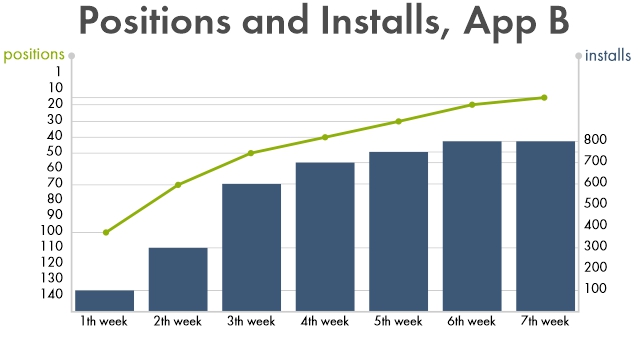 Positions and Installs, App B
positions
installs
1
10
20
30
40
50
60
70
80
90
100
110
120
130
140
800
700
600
500
400
300
200
100
1th week
2th week
3th week
4th week
5th week
6th week
7th week